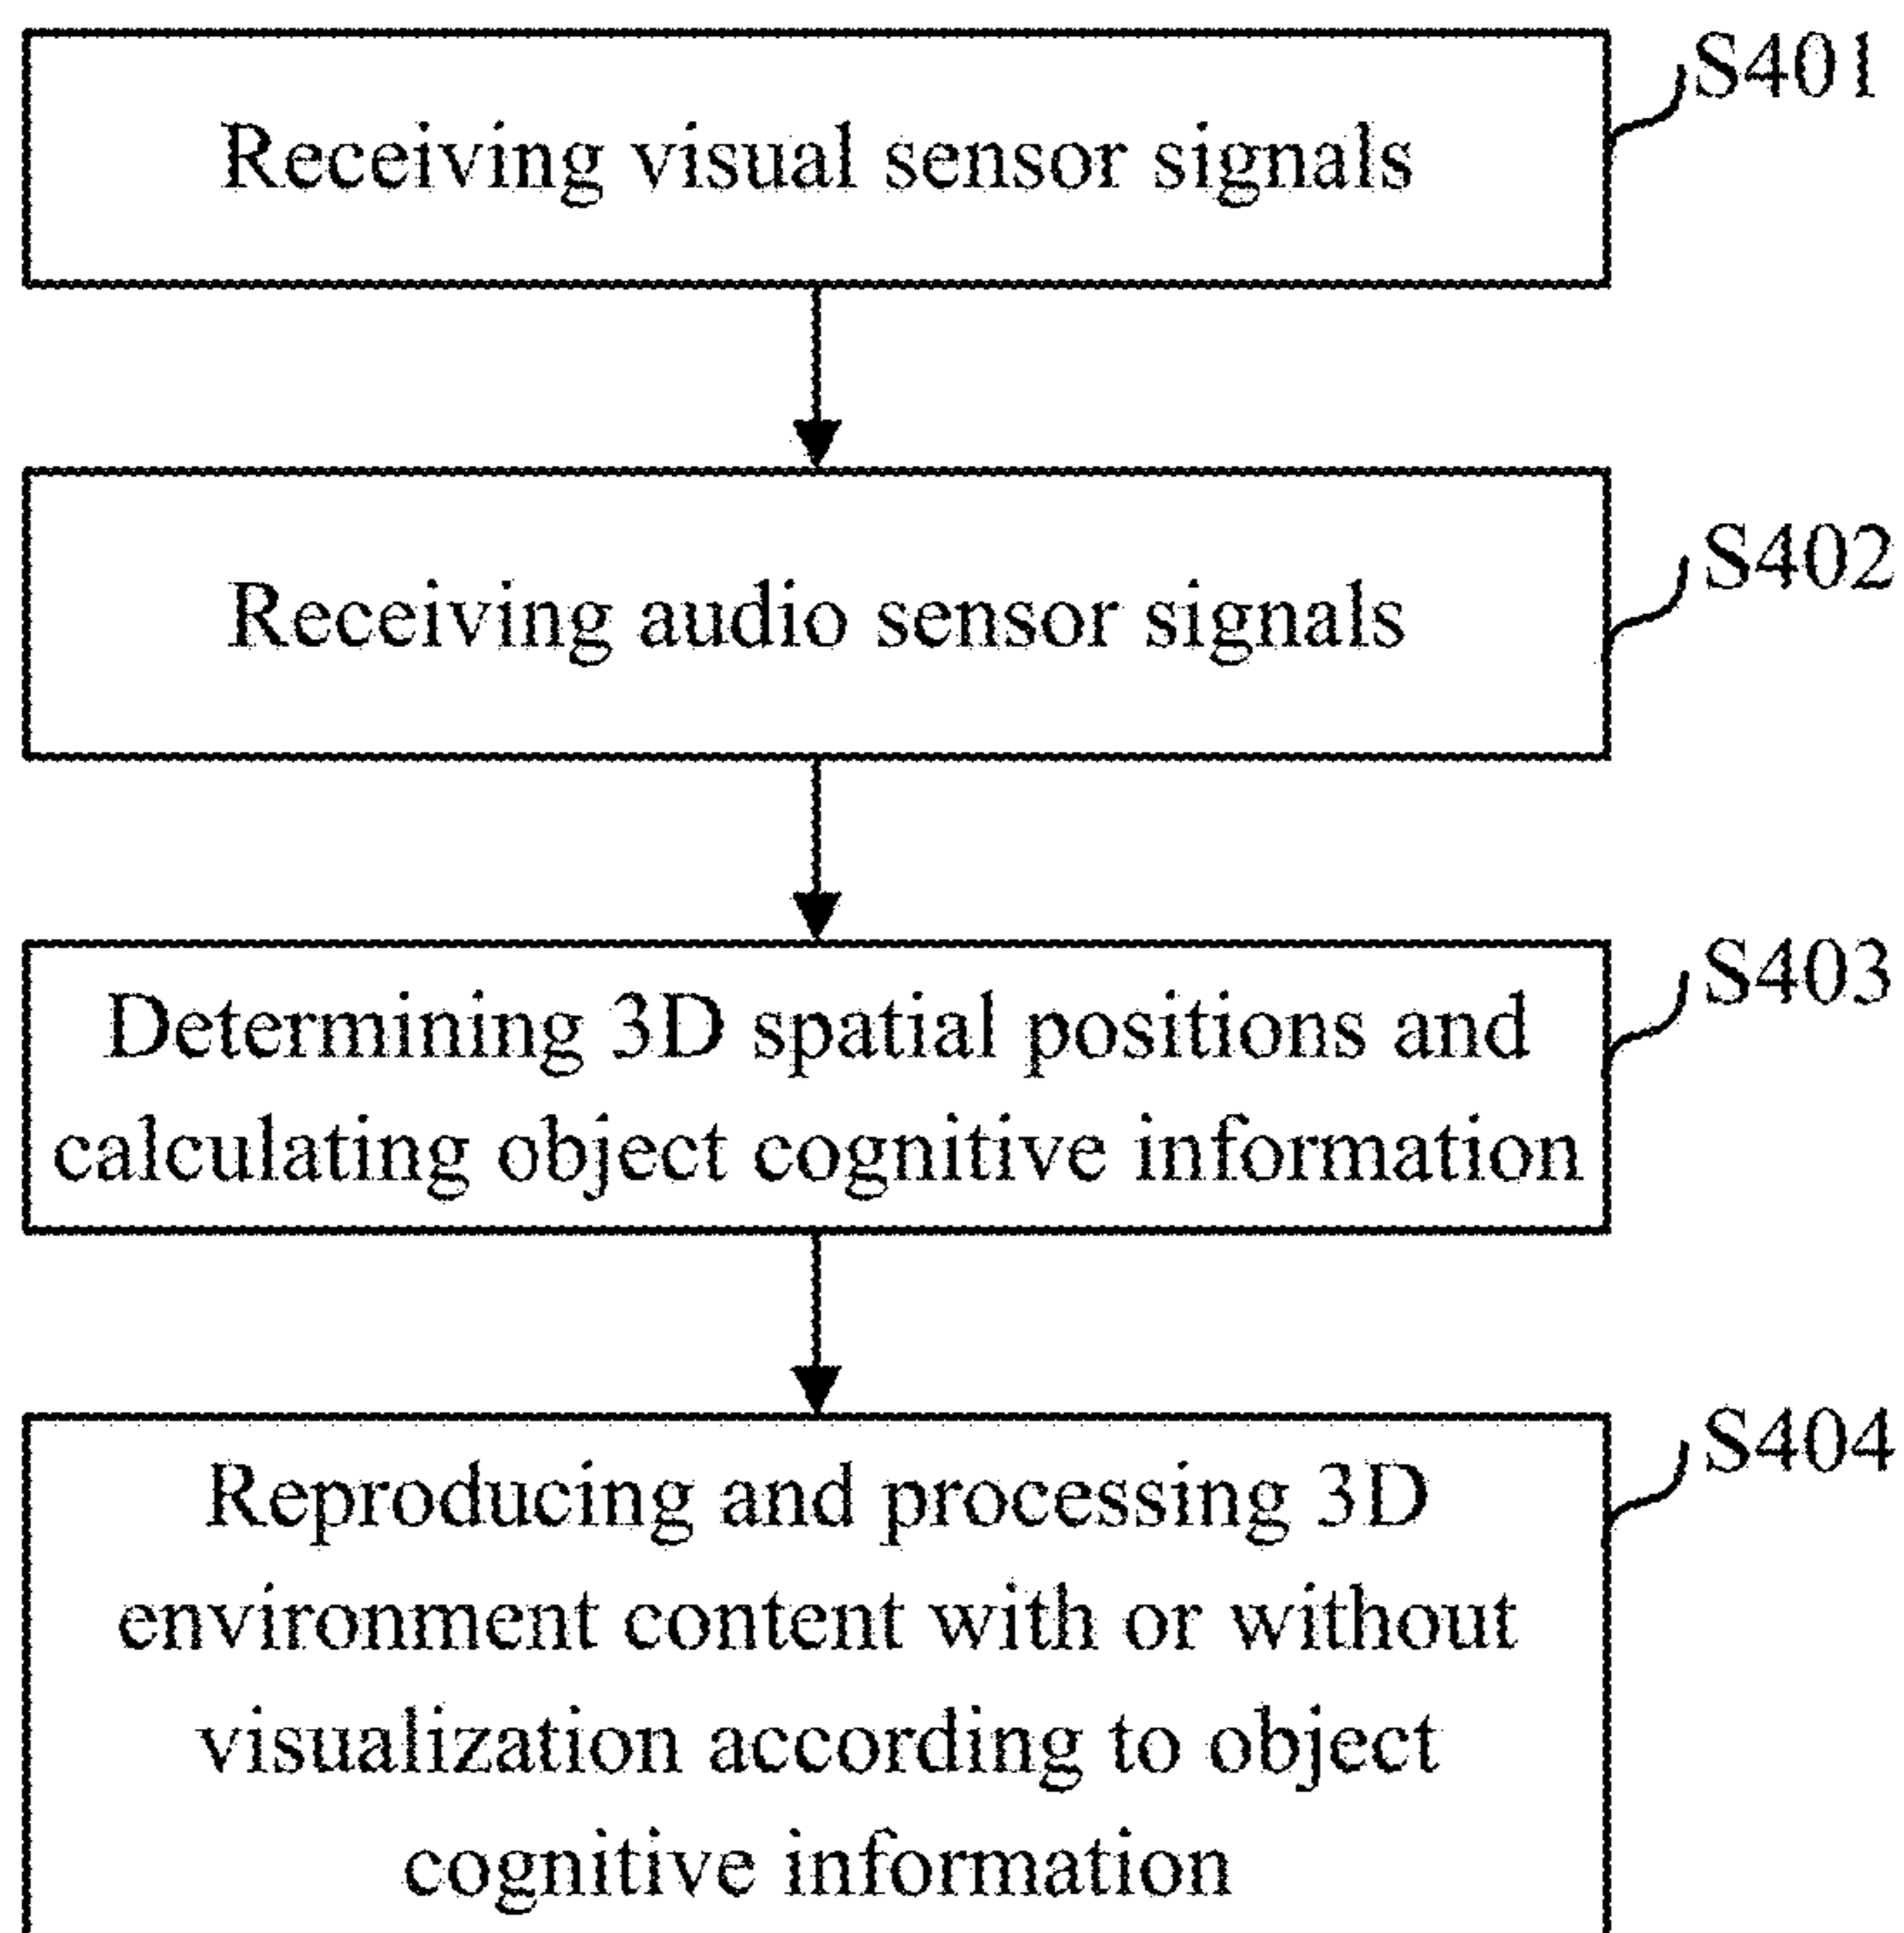 Receiving visual sensor signals
S401
Receiving audio sensor signals
S402
Determining 3D spatial positions and
calculating object cognitive information
S403
Reproducing and processing 3D
environment content with or without
visualization according to object
cognitive information
S404